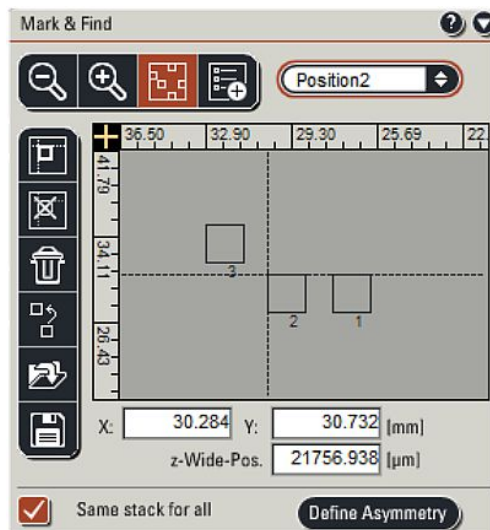 Mark & Find
Position2
36.50 32.90 29.30 25.69 22.
41.79
34.11
26.43
3
2 1
X: 30.284 Y: 30.732 [mm]
z-Wide-Pos. 21756.938 [µm]
Same stack for all Define Asymmetry